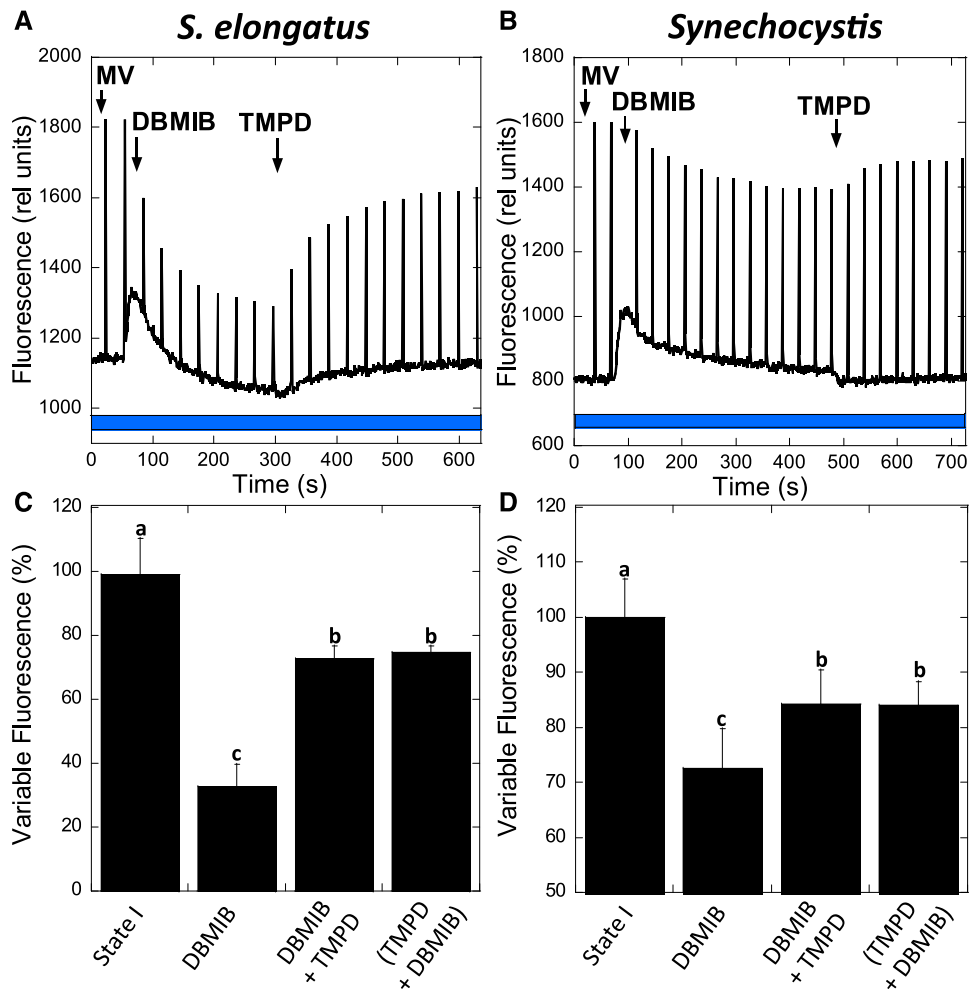 A
S. elongatus
B
Synechocystis
2000
1800
1600
1400
1200
1000
Fluorescence (rel units)
MV
DBMIB
TMPD
0 100 200 300 400 500 600
Time (s)
1800
1600
1400
1200
1000
800
600
Fluorescence (rel units)
MV
DBMIB
TMPD
0 100 200 300 400 500 600 700
Time (s)
C
120
100
80
60
40
20
0
Variable Fluorescence (%)
a
c
b
b
State I
DBMIB
DBMIB
+ TMPD
(TMPD
+ DBMIB)
D
120
110
100
90
80
70
60
50
Variable Fluorescence (%)
a
c
b
b
State I
DBMIB
DBMIB
+ TMPD
(TMPD
+ DBMIB)